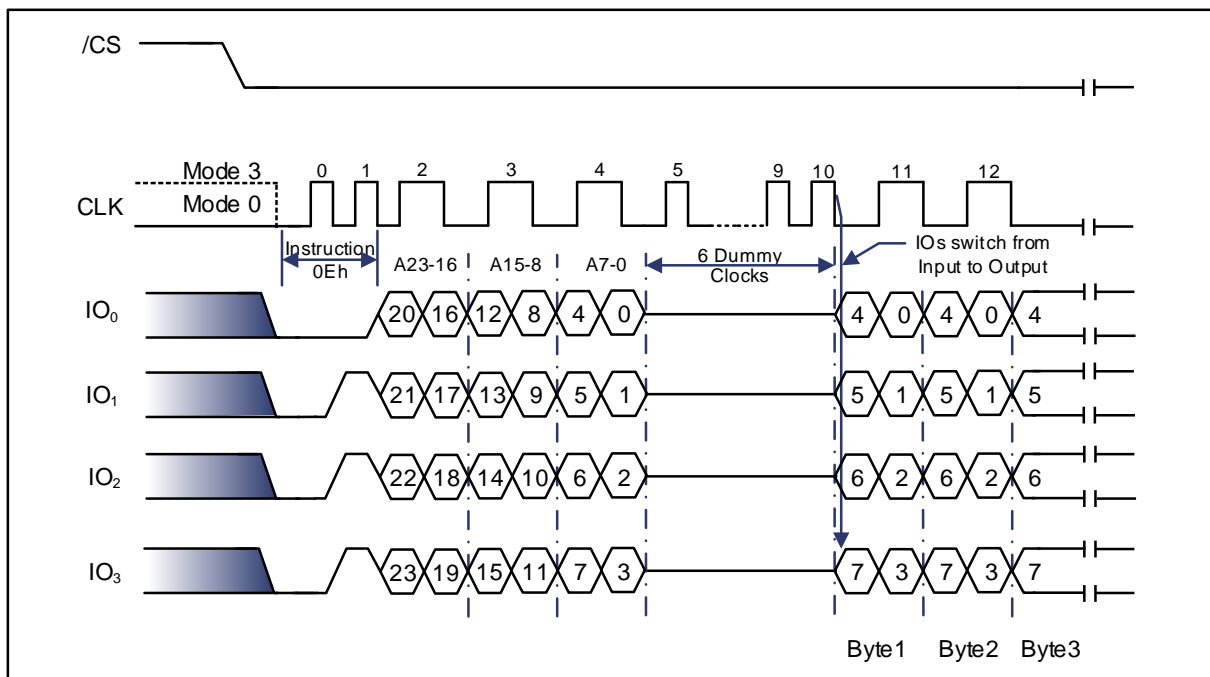 /CS
Mode 3
Mode 0
CLK
0 1 2 3 4 5 9 10 11 12
Instruction
0Eh
A23-16 A15-8 A7-0
6 Dummy
Clocks
IOs switch from
Input to Output
IO0 20 16 12 8 4 0 4 0 4 0 4
IO1 21 17 13 9 5 1 5 1 5 1 5
IO2 22 18 14 10 6 2 6 2 6 2 6
IO3 23 19 15 11 7 3 7 3 7 3 7
Byte1 Byte2 Byte3